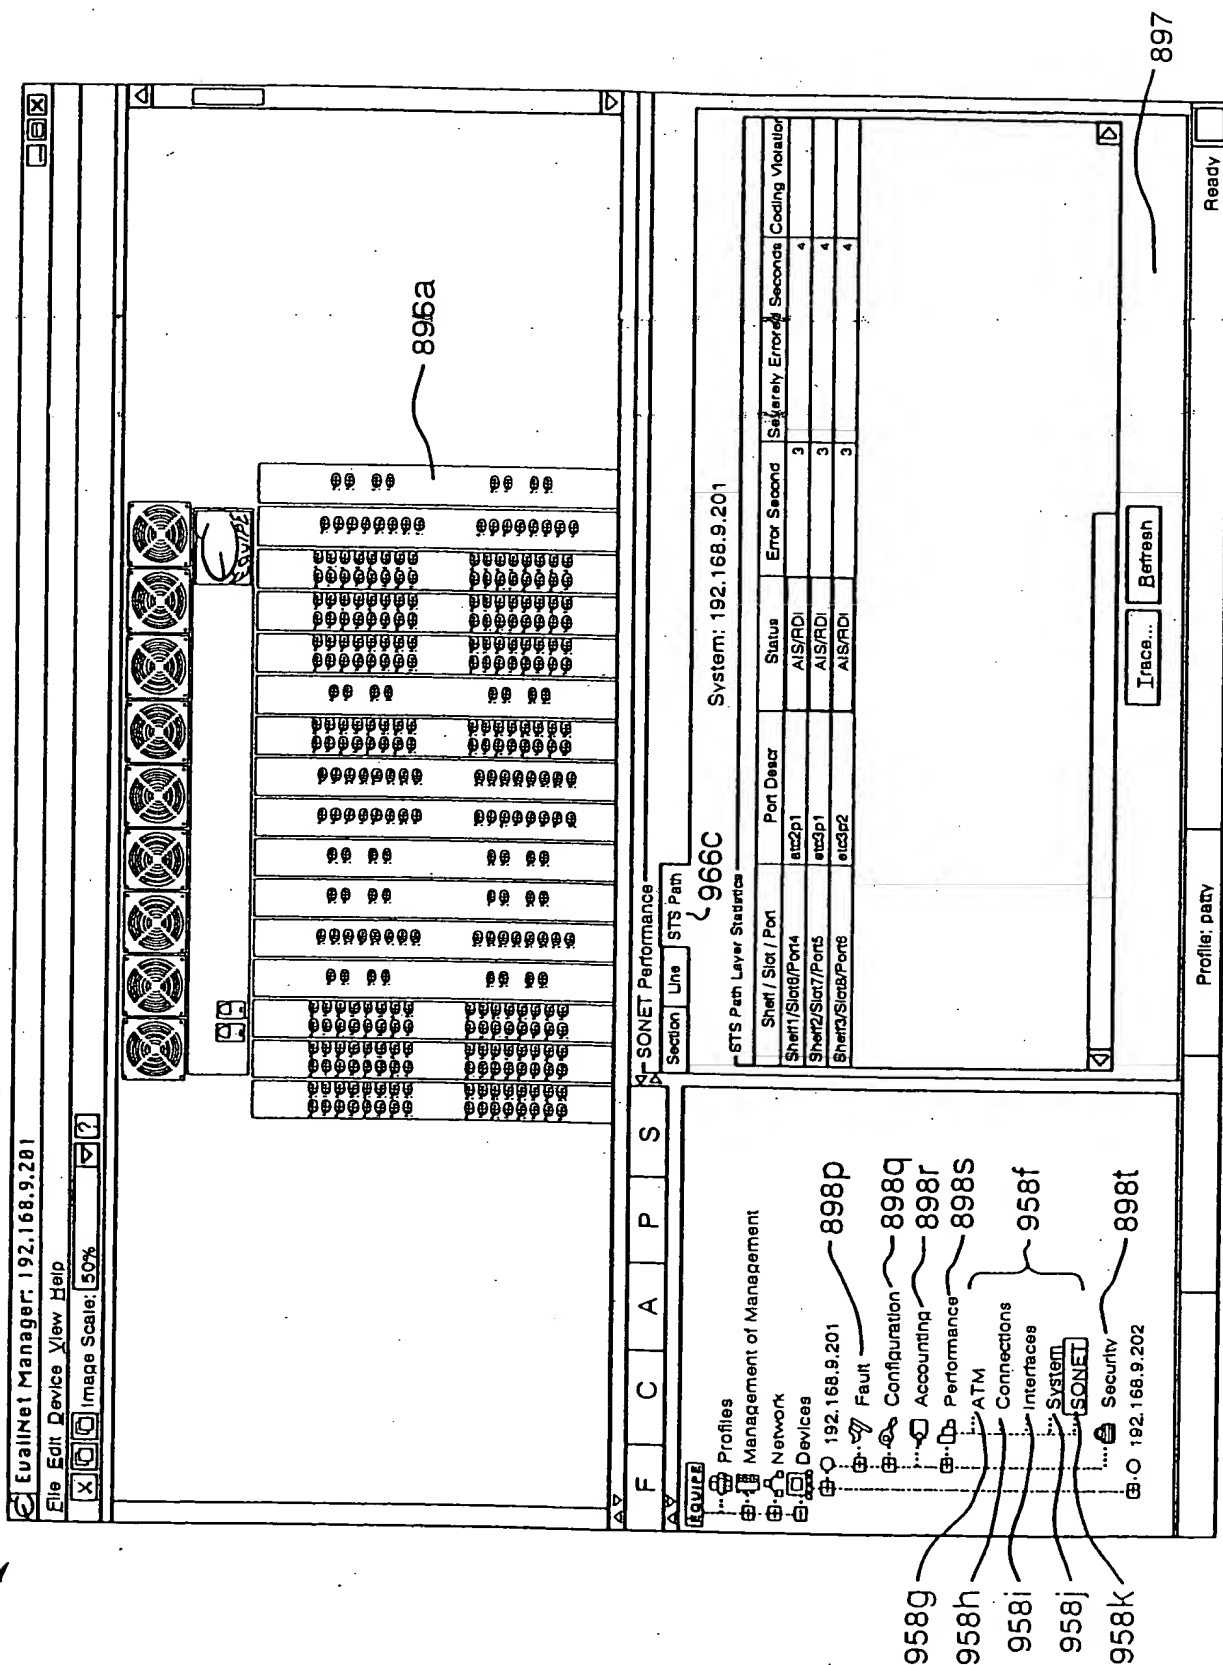 EuallNet Manager: 192.168.9.201
File Edit Device View Help
Image Scale: 50% ?
896a
F C A P S
EQUIPE
Profiles
Management of Management
Network
Devices
192.168.9.201
Fault
Configuration
Accounting
Performance
ATM
Connections
Interfaces
System
SONET
Security
192.168.9.202
898p
898q
898r
898s
958f
898t
958g
958h
958i
958j
958k
SONET Performance
Section Line STS Path
966C
System: 192.168.9.201
STS Path Layer Statistics
Shelf / Slot / Port Port Descr Status Error Second Severely Errored Seconds Coding Violation
Shelf1/Slot6/Port4 stc2p1 AIS/RDI 3 4
Shelf2/Slot7/Port5 stc3p1 AIS/RDI 3 4
Shelf3/Slot8/Port6 stc3p2 AIS/RDI 3 4
Trace... Refresh
897
Profile: patty
Ready